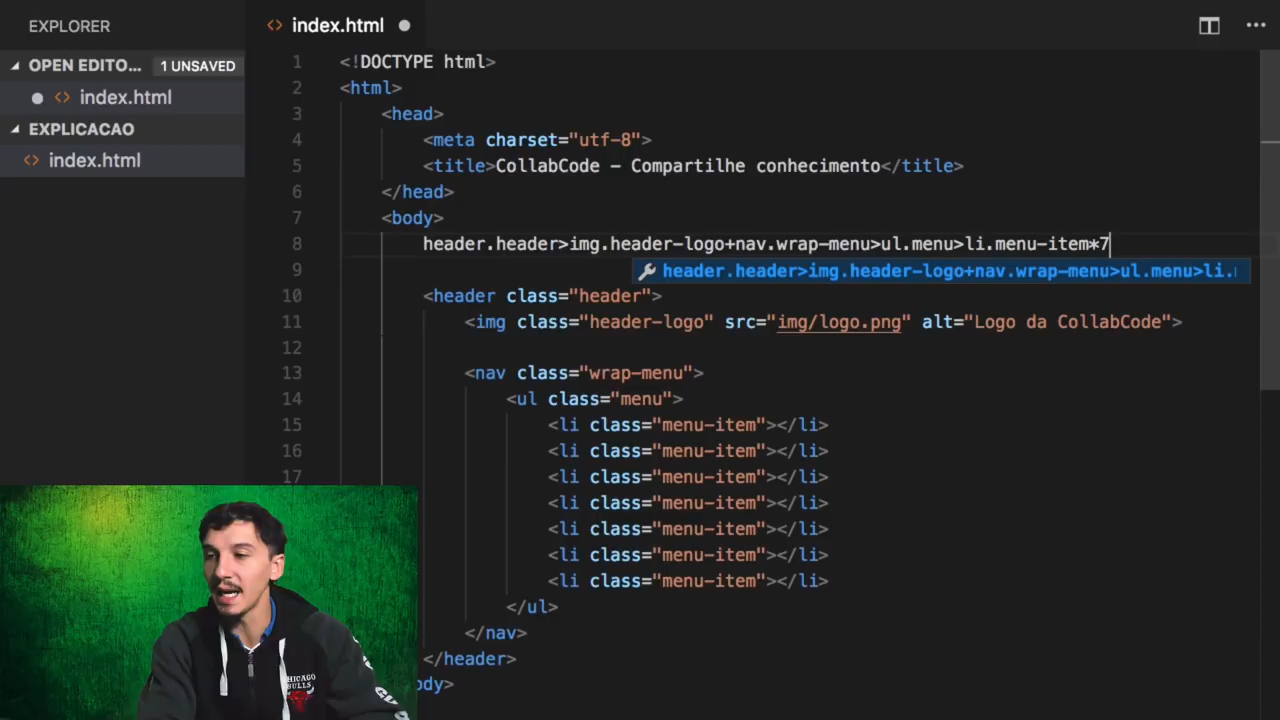 EXPLORER
OPEN EDITO... 1 UNSAVED
index.html
EXPLICACAO
index.html
index.html
1 <!DOCTYPE html>
2 <html>
3 <head>
4 <meta charset="utf-8">
5 <title>CollabCode – Compartilhe conhecimento</title>
6 </head>
7 <body>
8 header.header>img.header-logo+nav.wrap-menu>ul.menu>li.menu-item*7
header.header>img.header-logo+nav.wrap-menu>ul.menu>li.
9
10 <header class="header">
11 <img class="header-logo" src="img/logo.png" alt="Logo da CollabCode">
12
13 <nav class="wrap-menu">
14 <ul class="menu">
15 <li class="menu-item"></li>
16 <li class="menu-item"></li>
17 <li class="menu-item"></li>
<li class="menu-item"></li>
<li class="menu-item"></li>
<li class="menu-item"></li>
<li class="menu-item"></li>
</ul>
</nav>
</header>
ody>
CHICAGO
BULLS